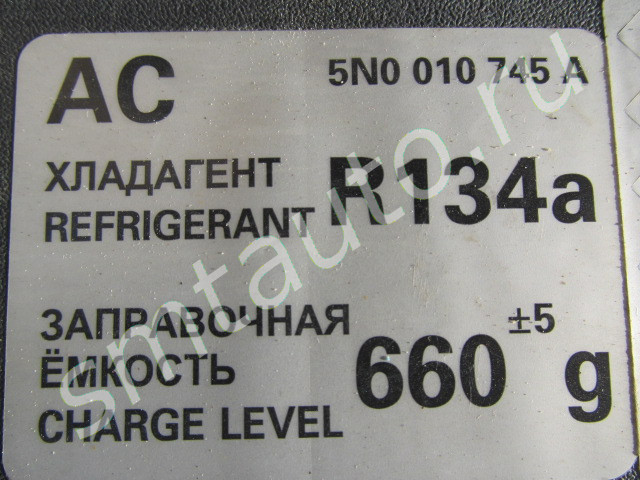 AC 5N0 010 745 A
ХЛАДАГЕНТ
REFRIGERANT R134a
ЗАПРАВОЧНАЯ
ЁМКОСТЬ
CHARGE LEVEL 660 ±5 g
smtauto.ru